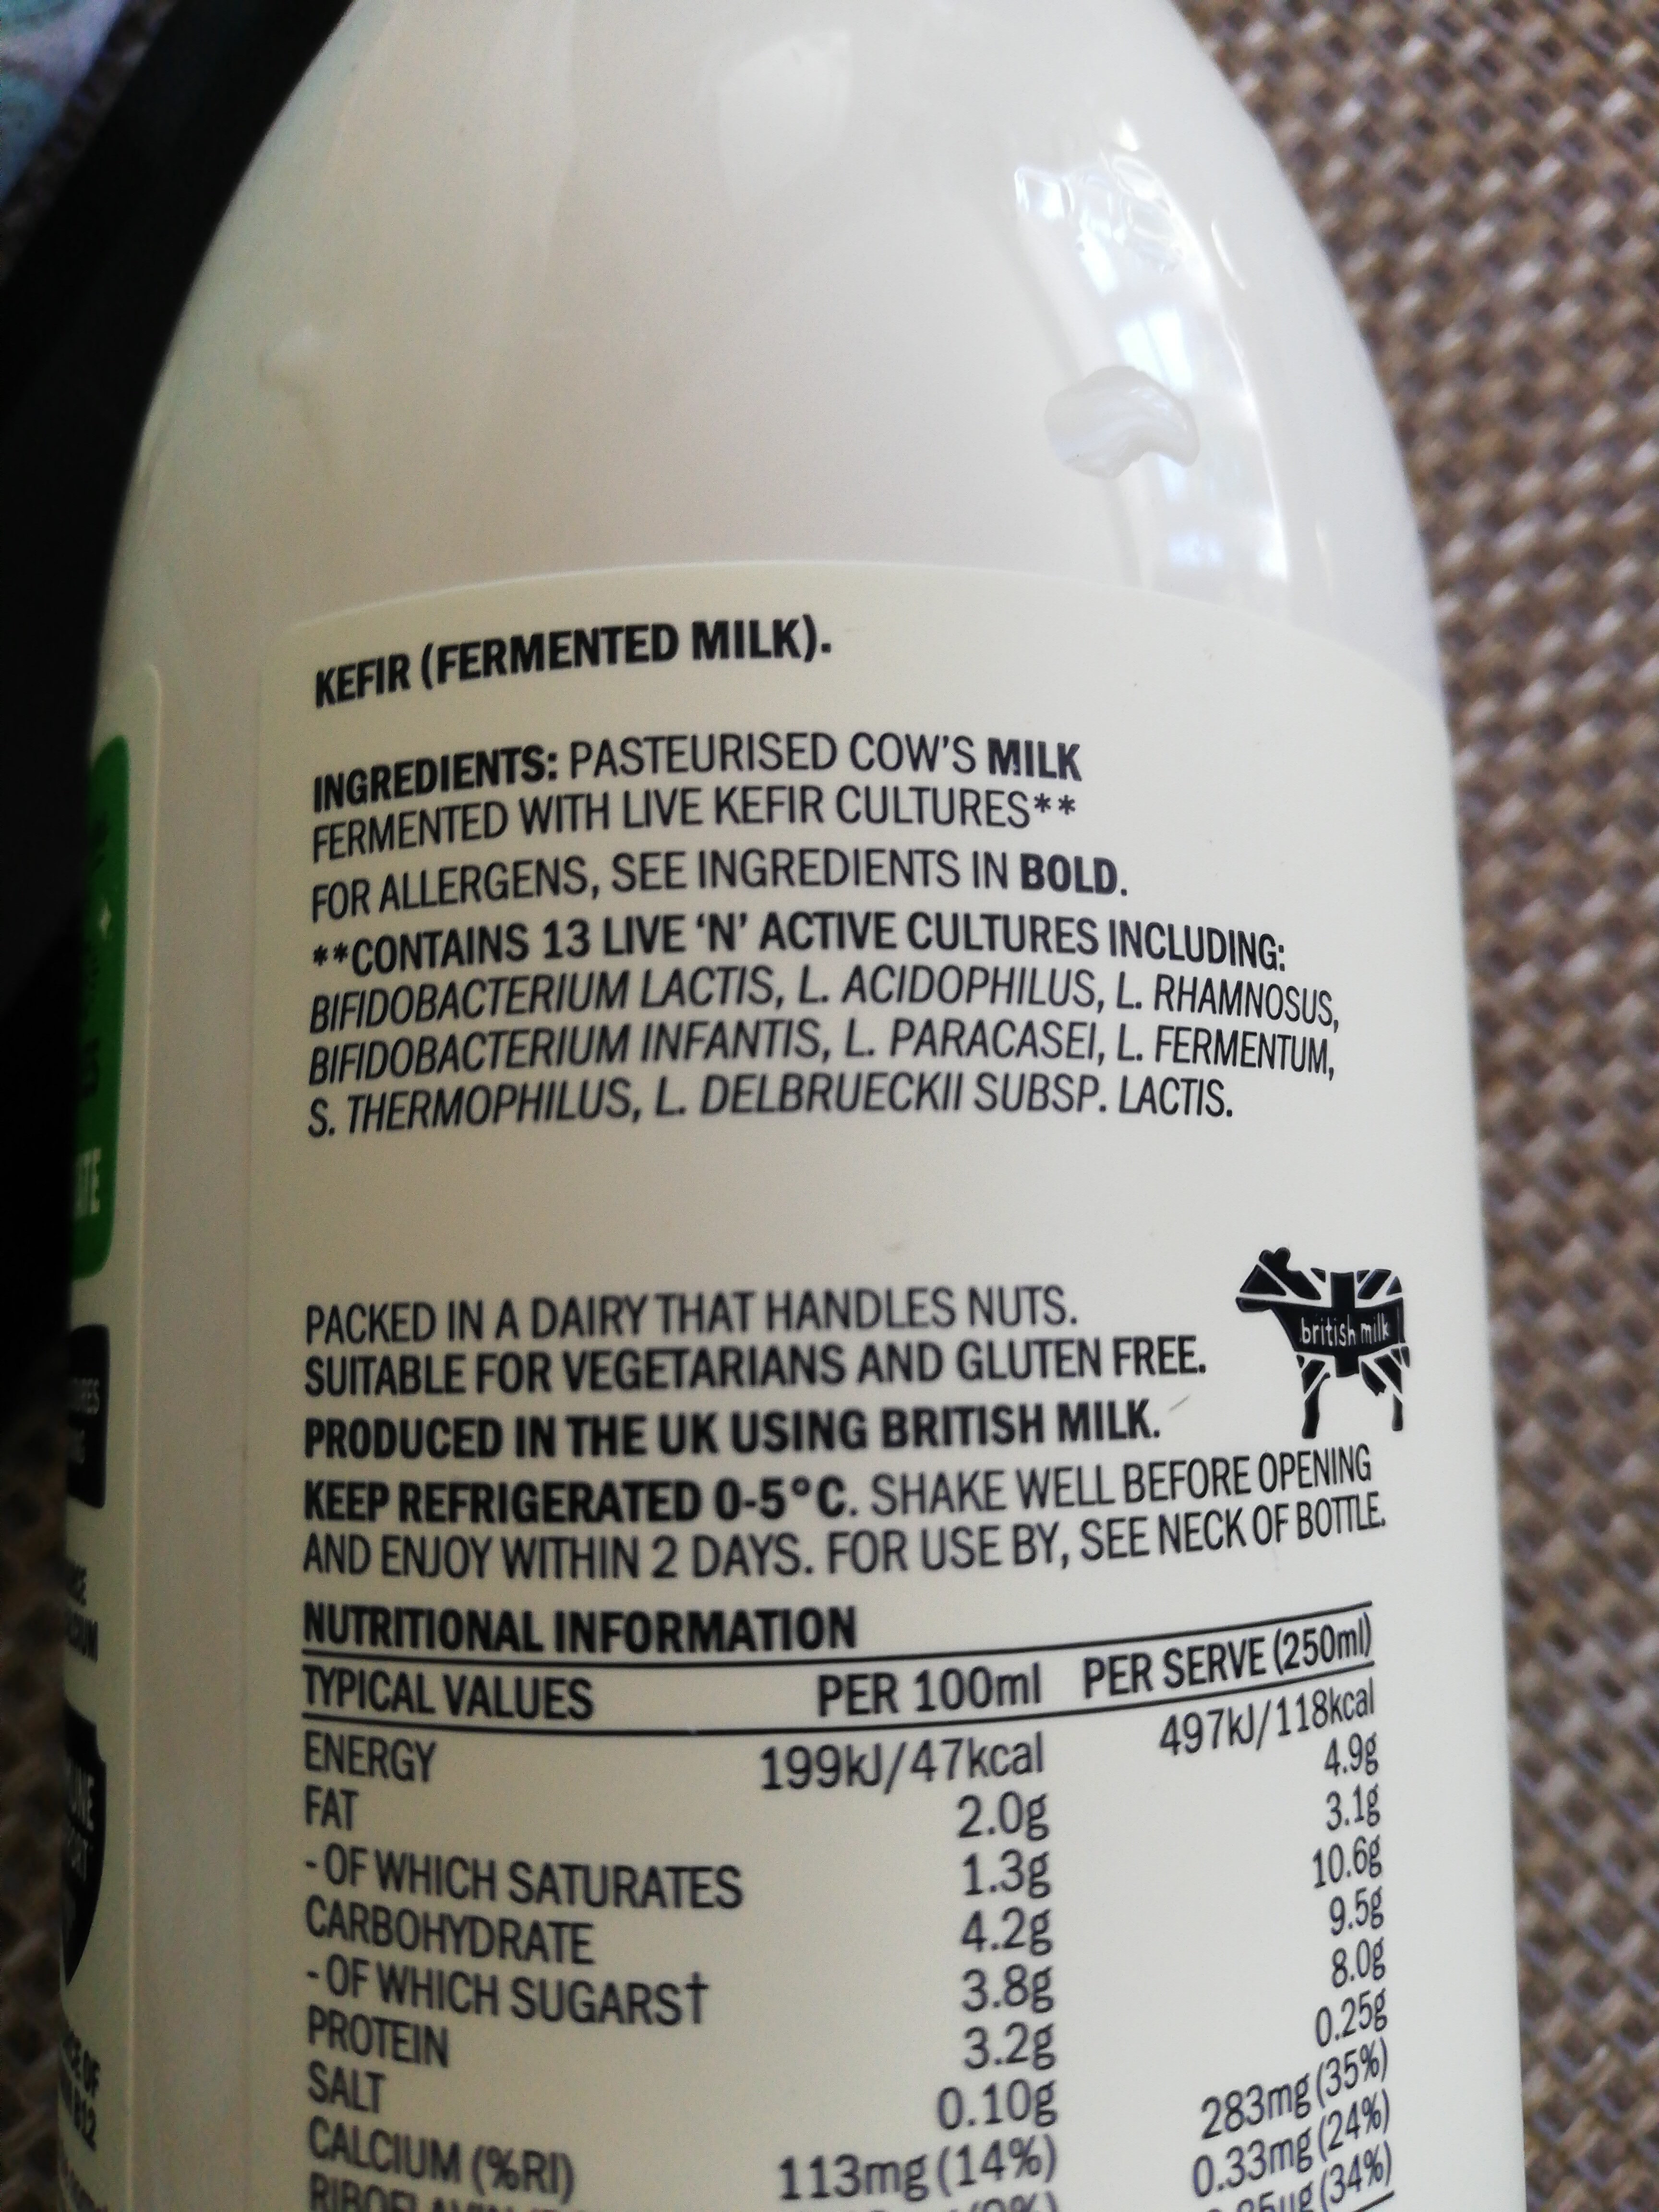 KEFIR (FERMENTED MILK).
INGREDIENTS: PASTEURISED COW'S MILK
FERMENTED WITH LIVE KEFIR CULTURES**
FOR ALLERGENS, SEE INGREDIENTS IN BOLD.
**CONTAINS 13 LIVE 'N' ACTIVE CULTURES INCLUDING:
BIFIDOBACTERIUM LACTIS, L. ACIDOPHILUS, L. RHAMNOSUS,
BIFIDOBACTERIUM INFANTIS, L. PARACASEI, L. FERMENTUM,
S. THERMOPHILUS, L. DELBRUECKII SUBSP. LACTIS.
PACKED IN A DAIRY THAT HANDLES NUTS.
SUITABLE FOR VEGETARIANS AND GLUTEN FREE.
british milk
PRODUCED IN THE UK USING BRITISH MILK.
KEEP REFRIGERATED 0-5°C. SHAKE WELL BEFORE OPENING
AND ENJOY WITHIN 2 DAYS. FOR USE BY, SEE NECK OF BOTTLE.
NUTRITIONAL INFORMATION
TYPICAL VALUES PER 100ml PER SERVE (250ml)
ENERGY 199kJ/47kcal 497kJ/118kcal
FAT 2.0g 4.9g
- OF WHICH SATURATES 1.3g 3.1g
CARBOHYDRATE 4.2g 10.6g
- OF WHICH SUGARS† 3.8g 9.5g
PROTEIN 3.2g 8.0g
SALT 0.10g 0.25g
CALCIUM (%RI) 113mg (14%) 283mg (35%)
0.33mg (24%)
(34%)